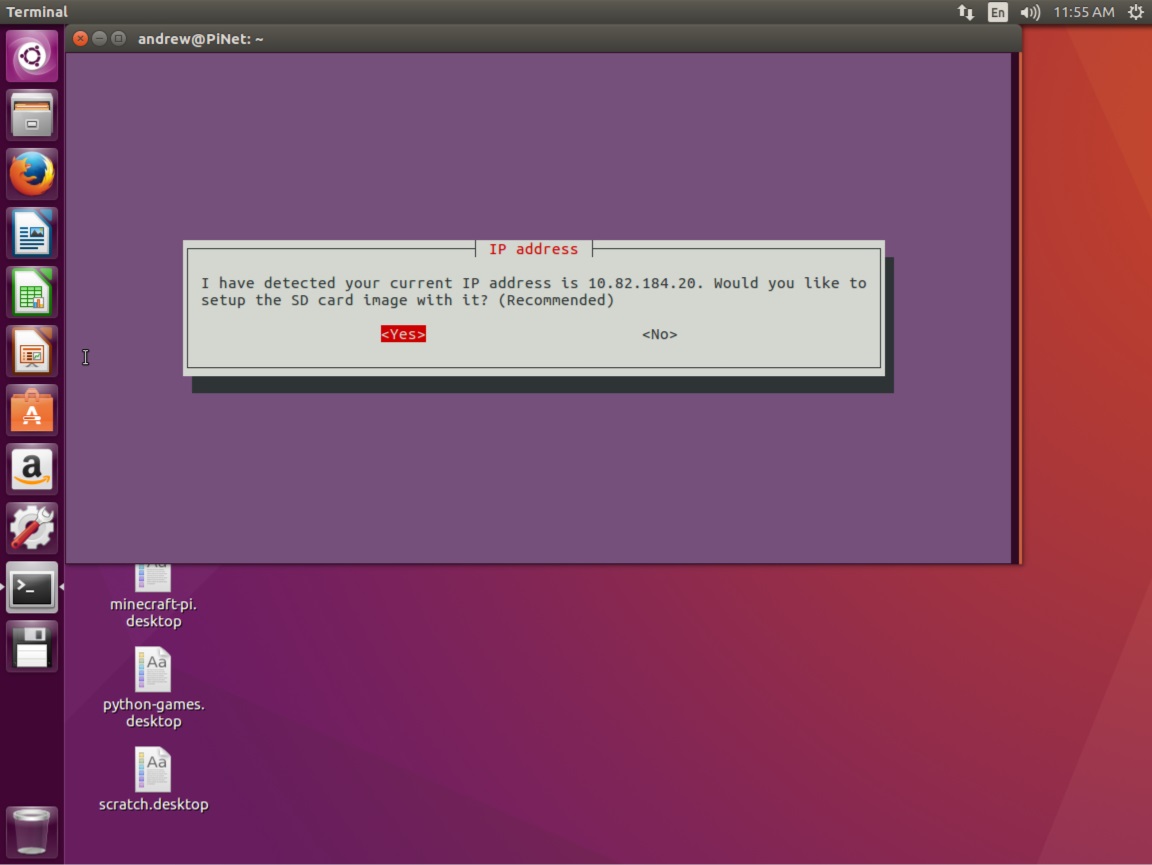 Terminal
En
11:55 AM
andrew@PiNet: ~
IP address
I have detected your current IP address is 10.82.184.20. Would you like to
setup the SD card image with it? (Recommended)
<Yes> <No>
>_
Aa
minecraft-pi.
desktop
Aa
python-games.
desktop
Aa
scratch.desktop